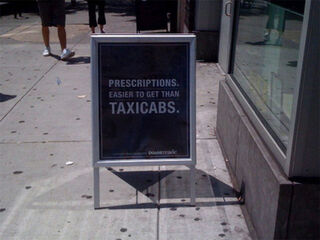 PRESCRIPTIONS.
EASIER TO GET THAN
TAXICABS.